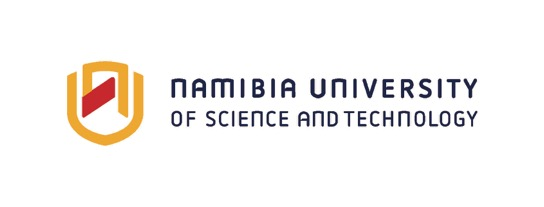 NAMIBIA UNIVERSITY
OF SCIENCE AND TECHNOLOGY